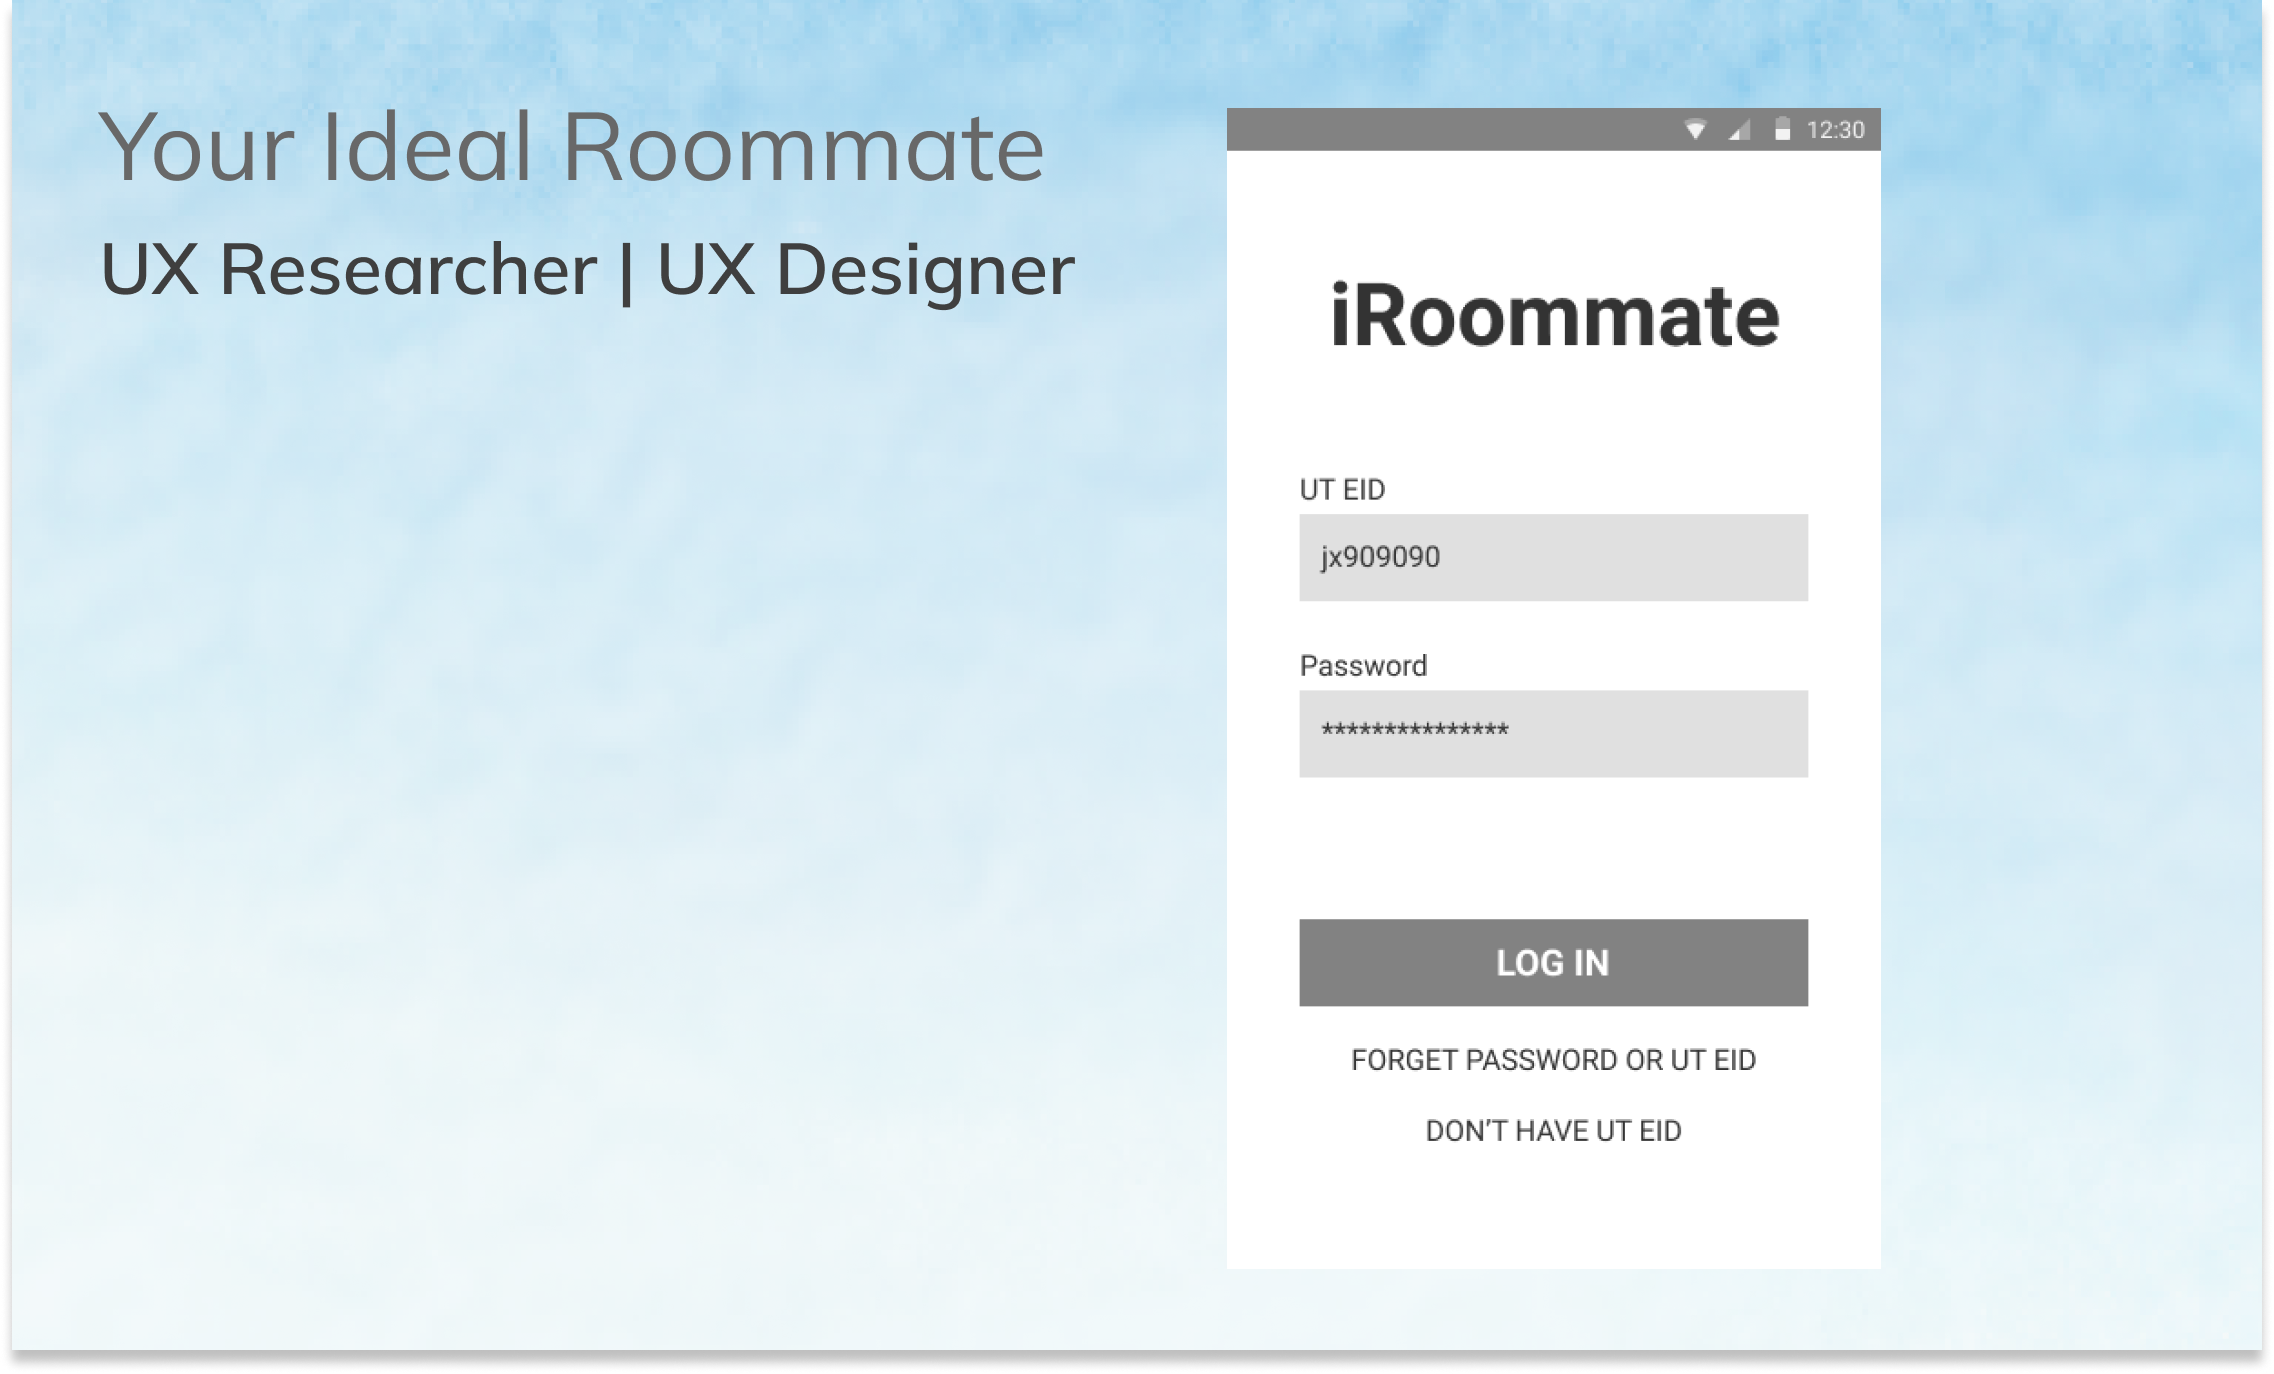 Your Ideal Roommate
UX Researcher | UX Designer
12:30
iRoommate
UT EID
jx909090
Password
***************
LOG IN
FORGET PASSWORD OR UT EID
DON'T HAVE UT EID